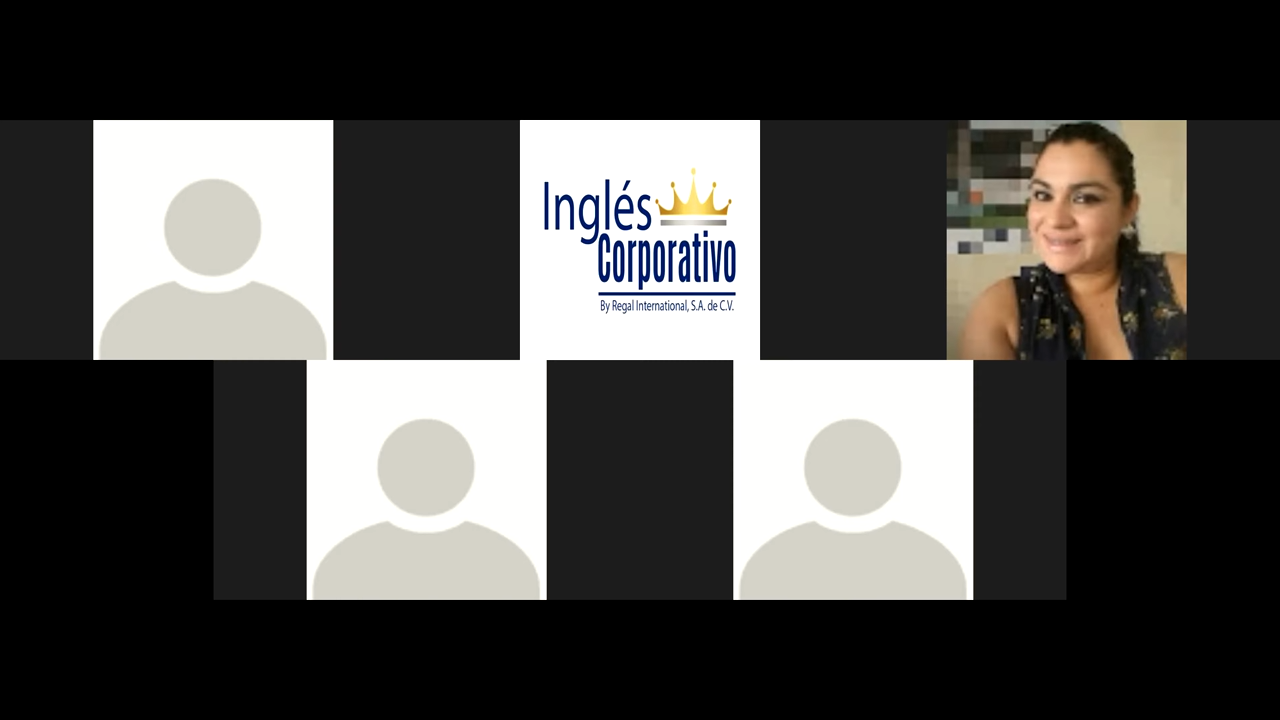 Inglés
Corporativo
By Regal International, S.A. de C.V.